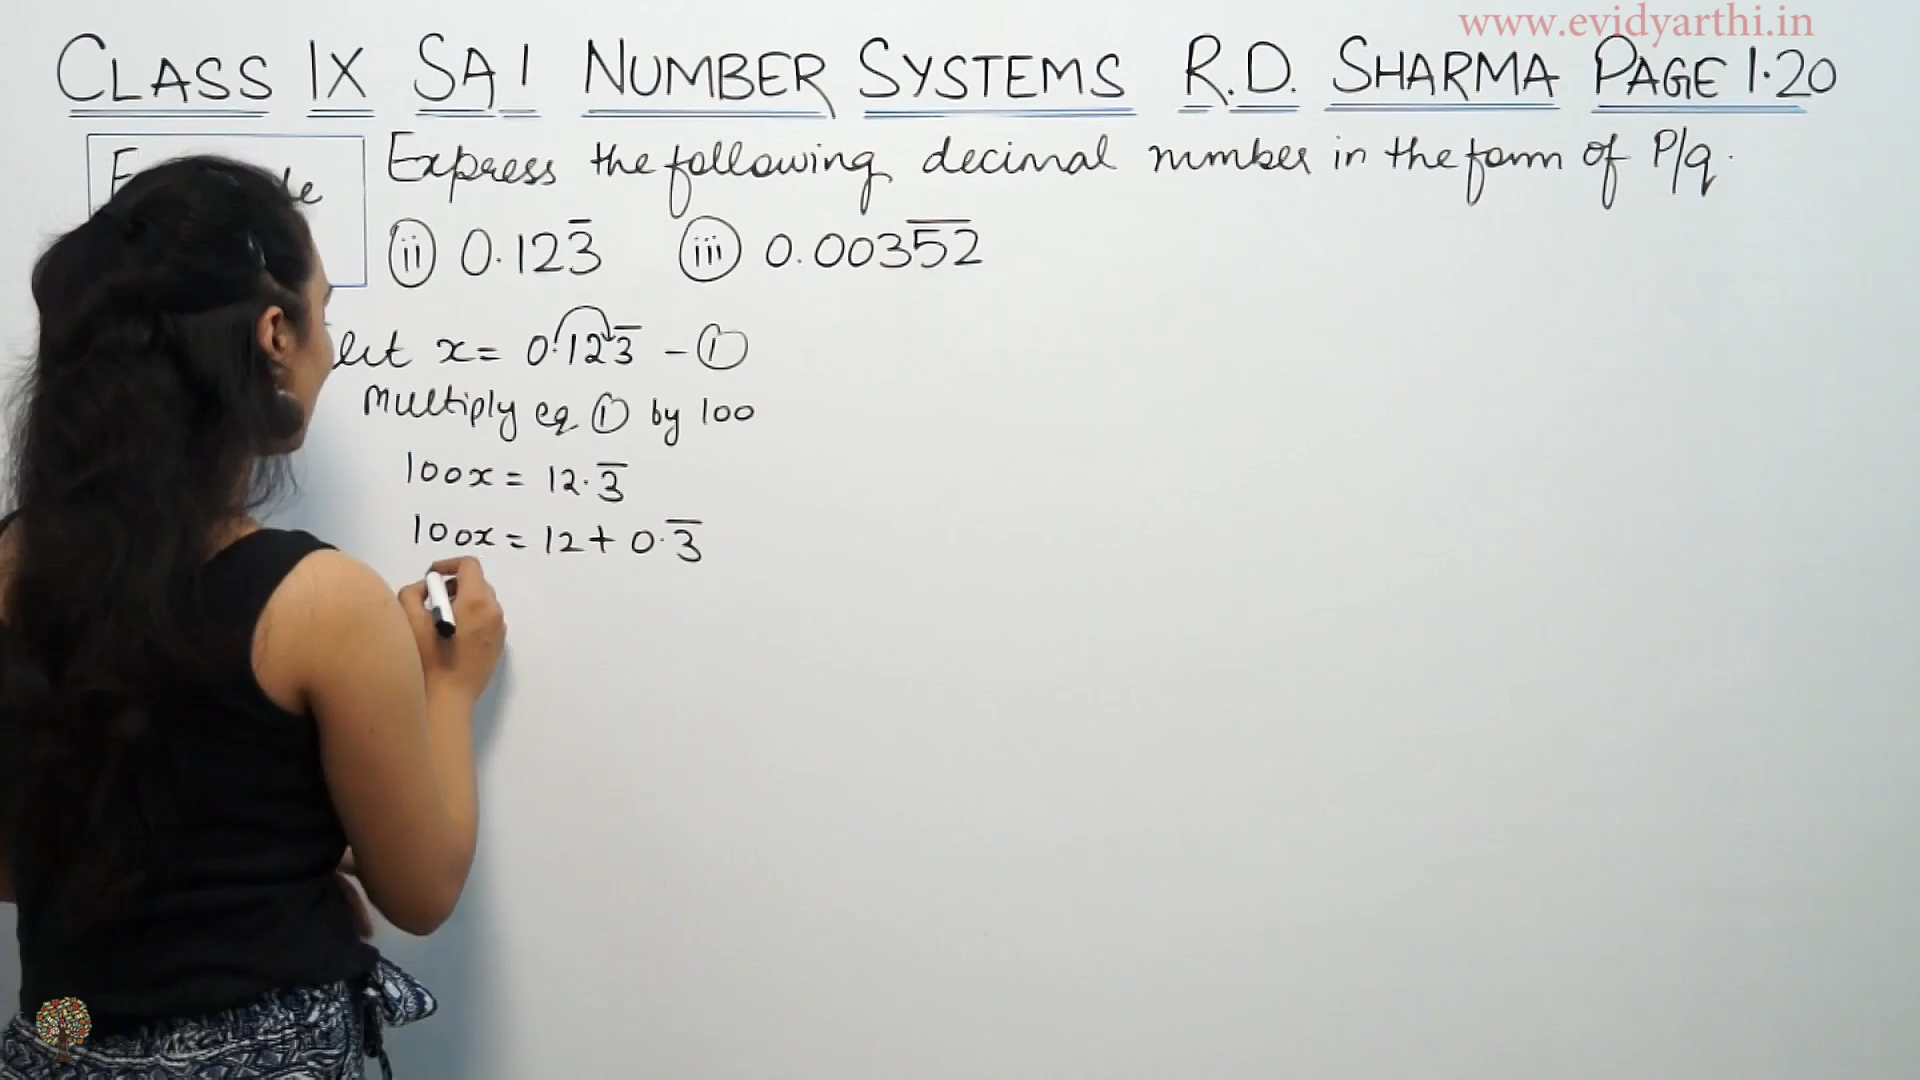 www.evidyarthi.in
CLASS IX SA 1 NUMBER SYSTEMS R.D. SHARMA PAGE 1.20
Express the following decimal number in the form of P/q.
(ii) 0.123̅ (iii) 0.0035̅2̅
let x = 0.123̅ - (1)
Multiply eq (1) by 100
100x = 12.3̅
100x = 12 + 0.3̅